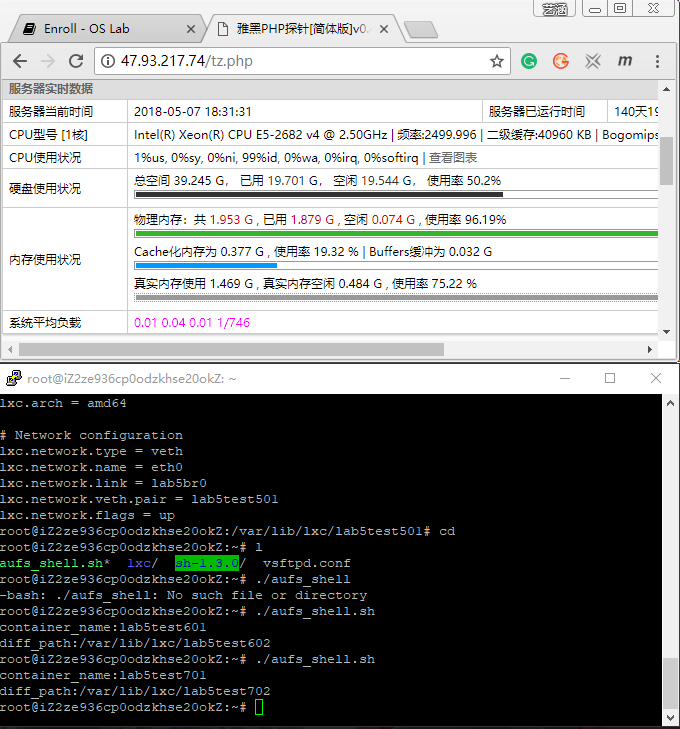 艺涵
Enroll - OS Lab
雅黑PHP探针[简体版]v0.
47.93.217.74/tz.php
服务器实时数据
服务器当前时间 2018-05-07 18:31:31 服务器已运行时间 140天19
CPU型号 [1核] Intel(R) Xeon(R) CPU E5-2682 v4 @ 2.50GHz | 频率:2499.996 | 二级缓存:40960 KB | Bogomips
CPU使用状况 1%us, 0%sy, 0%ni, 99%id, 0%wa, 0%irq, 0%softirq | 查看图表
硬盘使用状况 总空间 39.245 G， 已用 19.701 G， 空闲 19.544 G， 使用率 50.2%
内存使用状况
物理内存：共 1.953 G , 已用 1.879 G , 空闲 0.074 G , 使用率 96.19%
Cache化内存为 0.377 G , 使用率 19.32 % | Buffers缓冲为 0.032 G
真实内存使用 1.469 G , 真实内存空闲 0.484 G , 使用率 75.22 %
系统平均负载 0.01 0.04 0.01 1/746
root@iZ2ze936cp0odzkhse20okZ: ~
lxc.arch = amd64
# Network configuration
lxc.network.type = veth
lxc.network.name = eth0
lxc.network.link = lab5br0
lxc.network.veth.pair = lab5test501
lxc.network.flags = up
root@iZ2ze936cp0odzkhse20okZ:/var/lib/lxc/lab5test501# cd
root@iZ2ze936cp0odzkhse20okZ:~# l
aufs_shell.sh* lxc/ sh-1.3.0/ vsftpd.conf
root@iZ2ze936cp0odzkhse20okZ:~# ./aufs_shell
-bash: ./aufs_shell: No such file or directory
root@iZ2ze936cp0odzkhse20okZ:~# ./aufs_shell.sh
container_name:lab5test601
diff_path:/var/lib/lxc/lab5test602
root@iZ2ze936cp0odzkhse20okZ:~# ./aufs_shell.sh
container_name:lab5test701
diff_path:/var/lib/lxc/lab5test702
root@iZ2ze936cp0odzkhse20okZ:~#